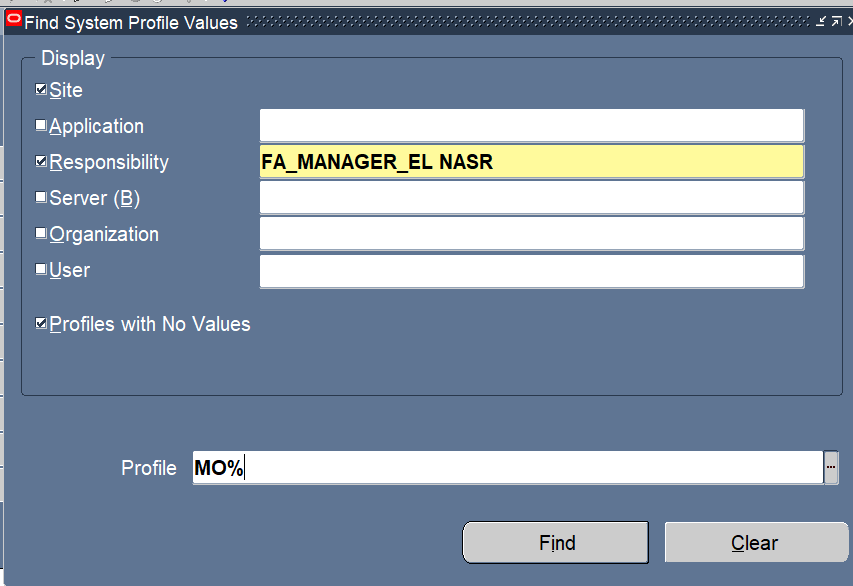 Find System Profile Values
Display
Site
Application
Responsibility FA_MANAGER_EL NASR
Server (B)
Organization
User
Profiles with No Values
Profile MO% ...
Find Clear